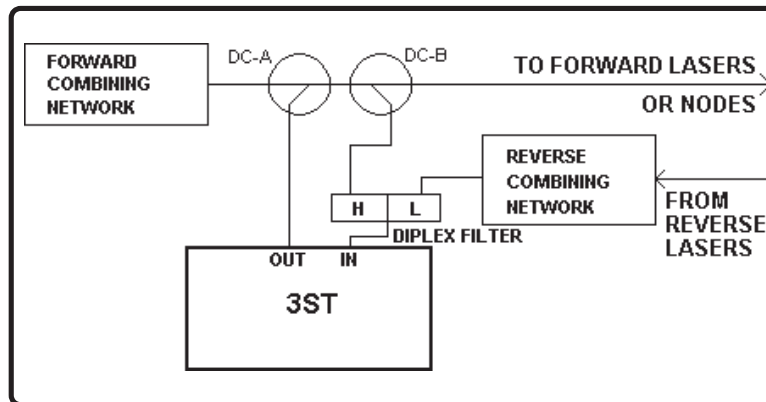 FORWARD
COMBINING
NETWORK
DC-A
DC-B
TO FORWARD LASERS
OR NODES
REVERSE
COMBINING
NETWORK
FROM
REVERSE
LASERS
H
L
DIPLEX FILTER
OUT
IN
3ST